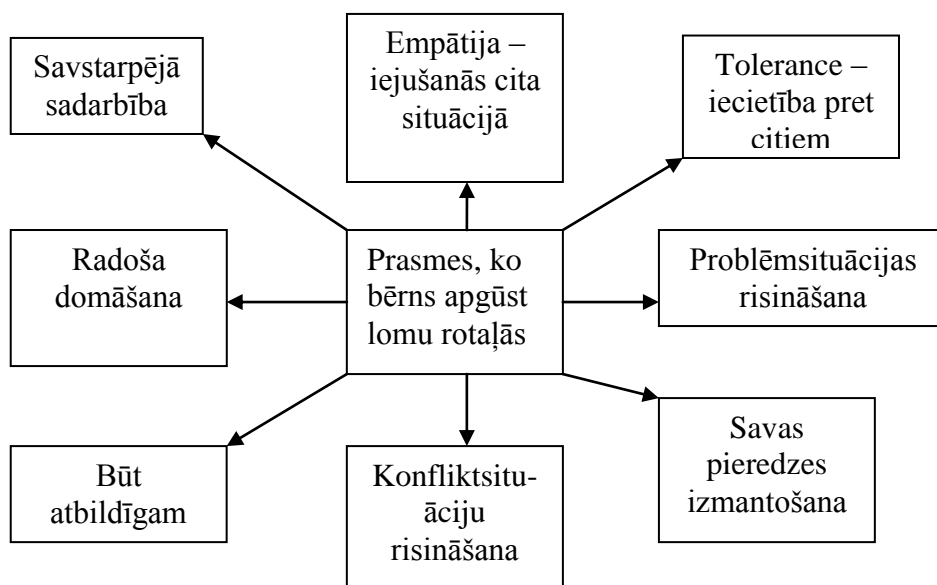 Savstarpējā
sadarbība
Empātija –
iejušanās cita
situācijā
Tolerance –
iecietība pret
citiem
Radoša
domāšana
Prasmes, ko
bērns apgūst
lomu rotaļās
Problēmsituācijas
risināšana
Būt
atbildīgam
Konfliktsitu-
āciju
risināšana
Savas
pieredzes
izmantošana